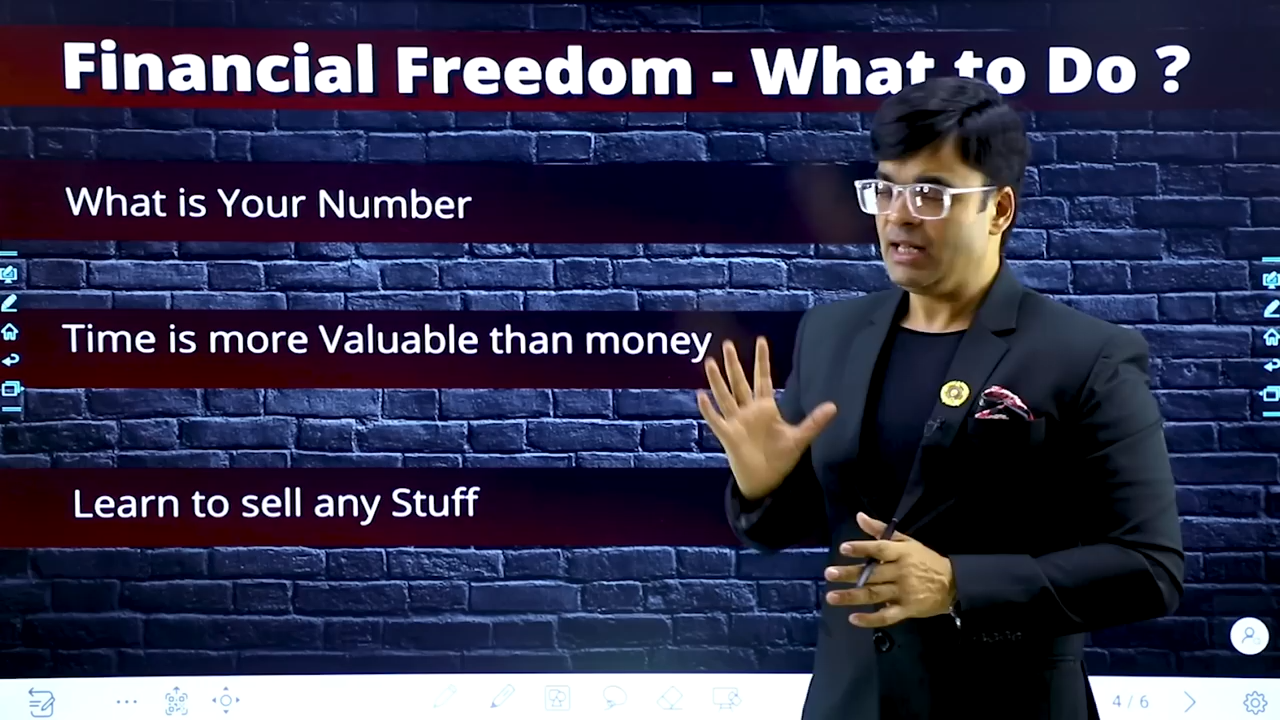 Financial Freedom - What to Do ?
What is Your Number
Time is more Valuable than money
Learn to sell any Stuff
4 / 6